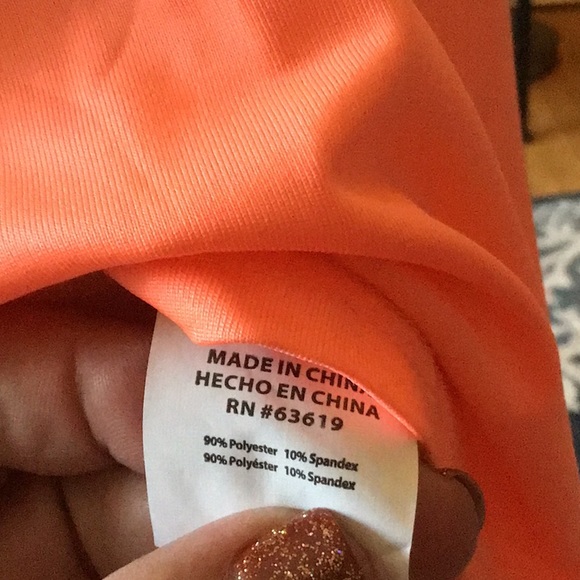 MADE IN CHINA
HECHO EN CHINA
RN #63619
90% Polyester 10% Spandex
90% Polyéster 10% Spandex